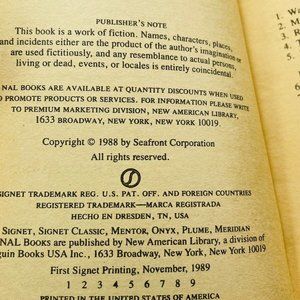 PUBLISHER'S NOTE
This book is a work of fiction. Names, characters, places,
and incidents either are the product of the author's imagination or
are used fictitiously, and any resemblance to actual persons,
living or dead, events, or locales is entirely coincidental.
NAL BOOKS ARE AVAILABLE AT QUANTITY DISCOUNTS WHEN USED
TO PROMOTE PRODUCTS OR SERVICES. FOR INFORMATION PLEASE WRITE
TO PREMIUM MARKETING DIVISION, NEW AMERICAN LIBRARY,
1633 BROADWAY, NEW YORK, NEW YORK 10019.
Copyright © 1988 by Seafront Corporation
All rights reserved.
SIGNET TRADEMARK REG. U.S. PAT. OFF. AND FOREIGN COUNTRIES
REGISTERED TRADEMARK—MARCA REGISTRADA
HECHO EN DRESDEN, TN, USA
SIGNET, SIGNET CLASSIC, MENTOR, ONYX, PLUME, MERIDIAN
NAL BOOKS are published by New American Library, a division of
guin Books USA Inc., 1633 Broadway, New York, New York 10019
First Signet Printing, November, 1989
1 2 3 4 5 6 7 8 9
PRINTED IN THE UNITED STATES OF AMERICA
1.
2.
3.
4.
5.